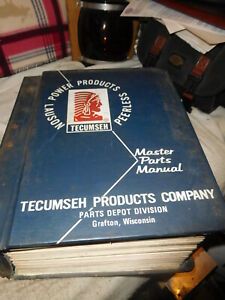 LAUSON POWER PRODUCTS PEERLESS
TECUMSEH
Master
Parts
Manual
TECUMSEH PRODUCTS COMPANY
PARTS DEPOT DIVISION
Grafton, Wisconsin